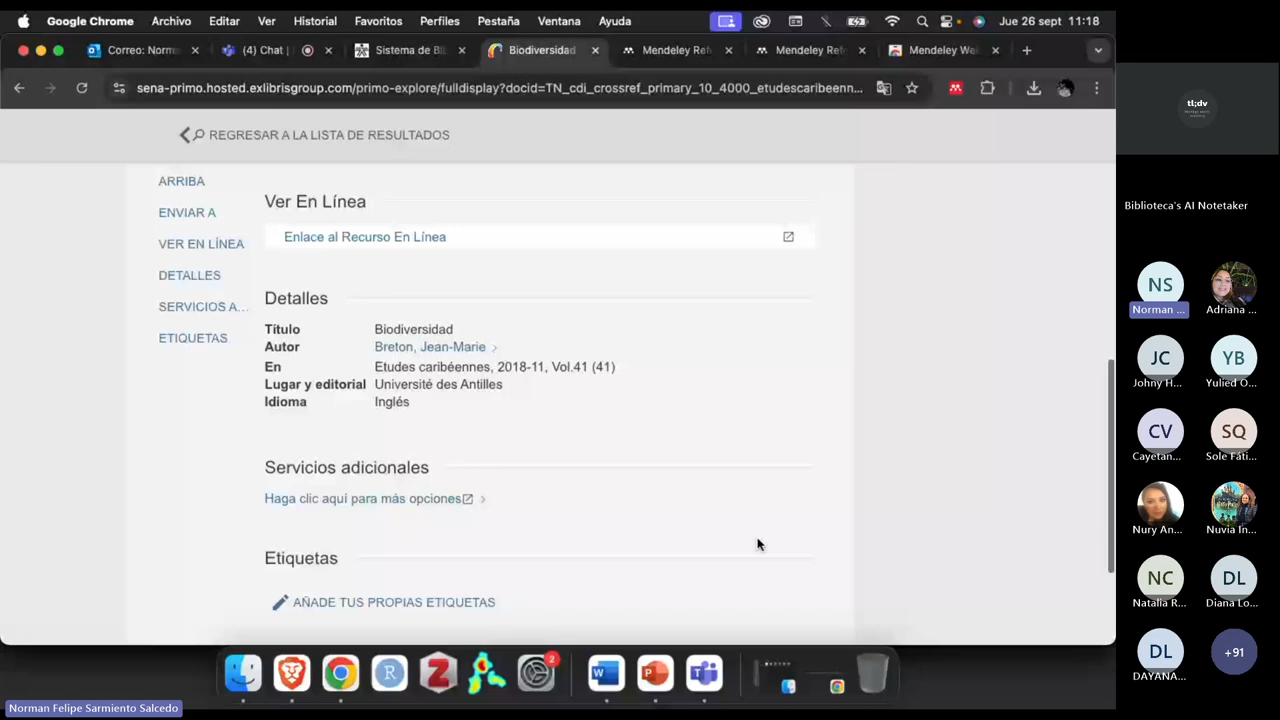 Google Chrome Archivo Editar Ver Historial Favoritos Perfiles Pestaña Ventana Ayuda Jue 26 sept 11:18
Correo: Norm (4) Chat | Sistema de Bi Biodiversidad Mendeley Ref Mendeley Ref Mendeley We
sena-primo.hosted.exlibrisgroup.com/primo-explore/fulldisplay?docid=TN_cdi_crossref_primary_10_4000_etudescaribeenn...
REGRESAR A LA LISTA DE RESULTADOS
ARRIBA
ENVIAR A
VER EN LÍNEA
DETALLES
SERVICIOS A...
ETIQUETAS
Ver En Línea
Enlace al Recurso En Línea
Detalles
Título Biodiversidad
Autor Breton, Jean-Marie
En Etudes caribéennes, 2018-11, Vol.41 (41)
Lugar y editorial Université des Antilles
Idioma Inglés
Servicios adicionales
Haga clic aquí para más opciones
Etiquetas
AÑADE TUS PROPIAS ETIQUETAS
2
Norman Felipe Sarmiento Salcedo
tl;dv
Biblioteca's AI Notetaker
NS
Norman ... Adriana ...
JC YB
Johny H... Yulied O...
CV SQ
Cayetan... Sole Fáti...
Nury An... Nuvia In...
NC DL
Natalia R... Diana Lo...
DL +91
DAYANA...